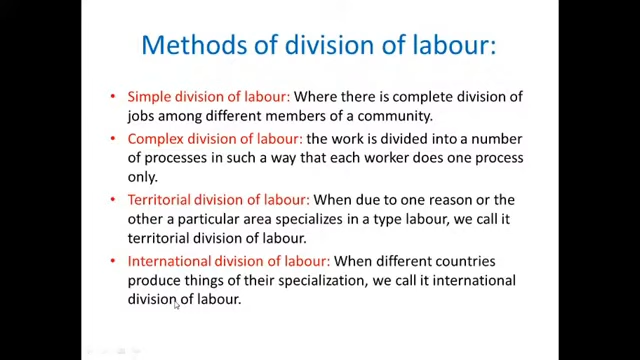 Methods of division of labour:
• Simple division of labour: Where there is complete division of
jobs among different members of a community.
• Complex division of labour: the work is divided into a number
of processes in such a way that each worker does one process
only.
• Territorial division of labour: When due to one reason or the
other a particular area specializes in a type labour, we call it
territorial division of labour.
• International division of labour: When different countries
produce things of their specialization, we call it international
division of labour.